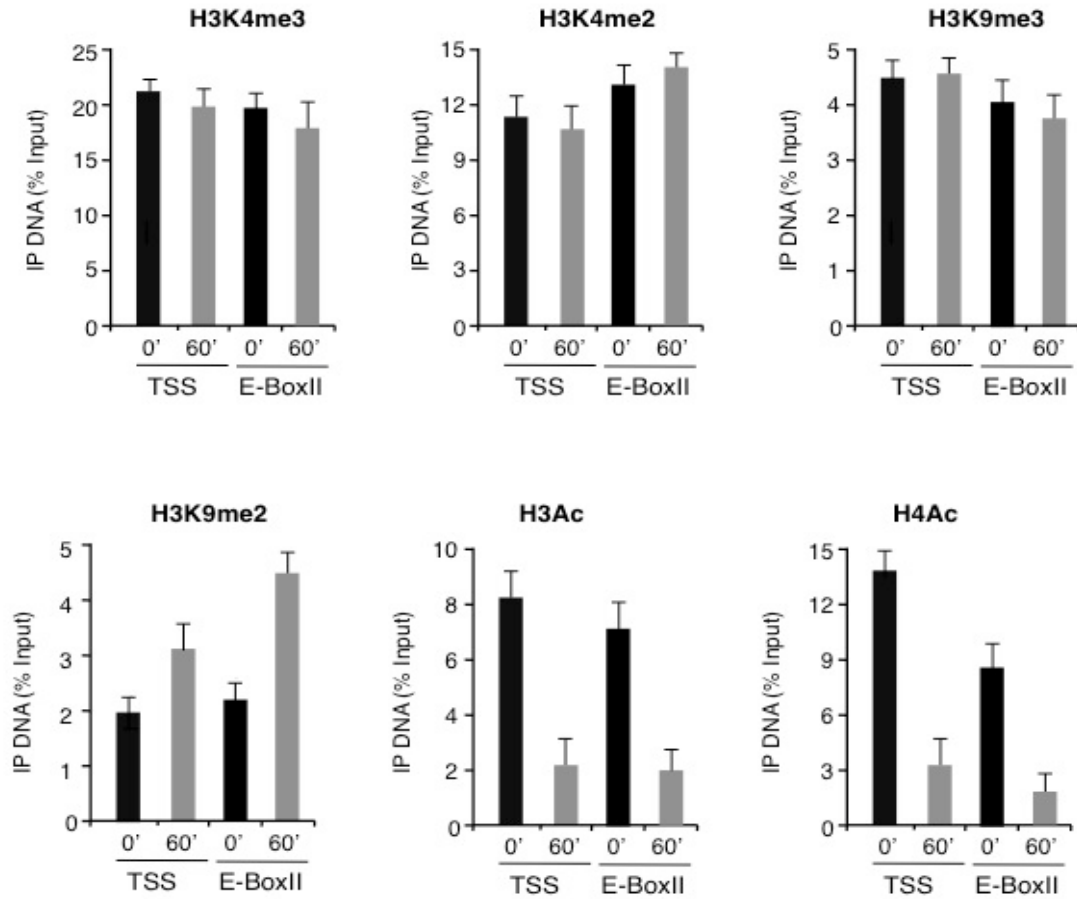 H3K4me3
IP DNA (% Input)
25
20
15
10
5
0
0' 60' 0' 60'
TSS E-BoxII
H3K4me2
IP DNA (% Input)
15
12
9
6
3
0
0' 60' 0' 60'
TSS E-BoxII
H3K9me3
IP DNA (% Input)
5
4
3
2
1
0
0' 60' 0' 60'
TSS E-BoxII
H3K9me2
IP DNA (% Input)
5
4
3
2
1
0
0' 60' 0' 60'
TSS E-BoxII
H3Ac
IP DNA (% Input)
10
8
6
4
2
0
0' 60' 0' 60'
TSS E-BoxII
H4Ac
IP DNA (% Input)
15
12
9
6
3
0
0' 60' 0' 60'
TSS E-BoxII